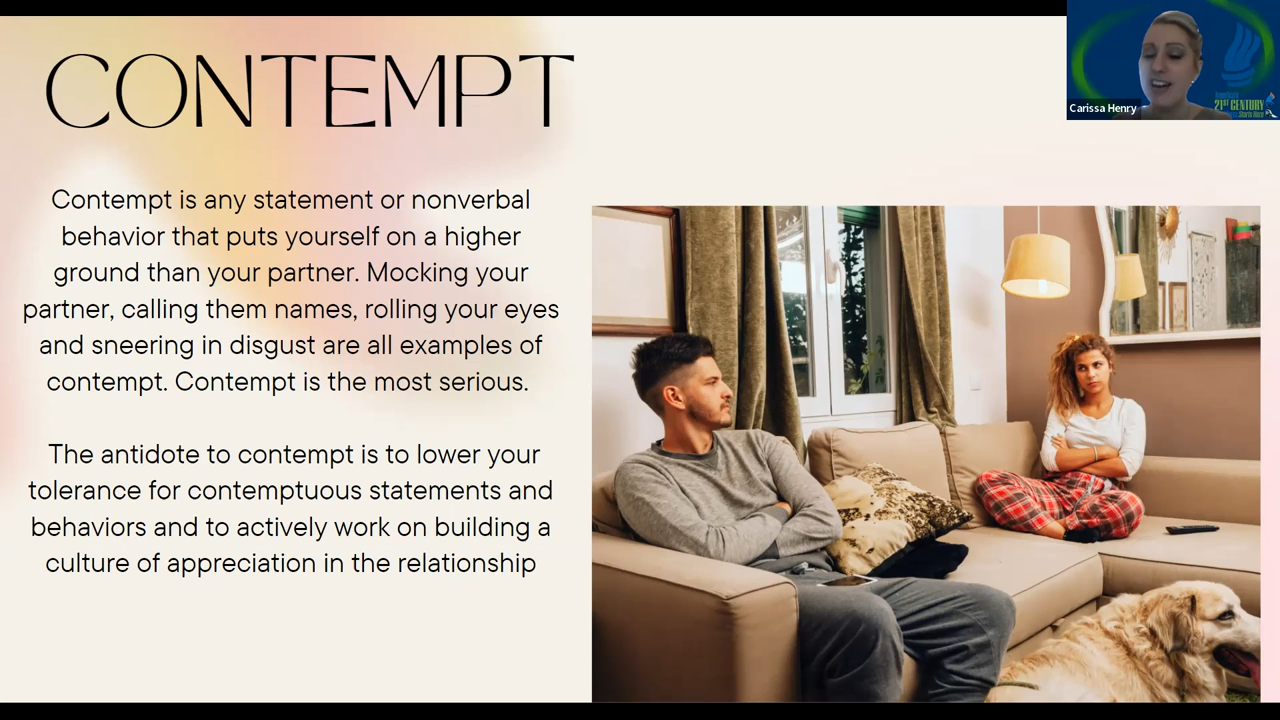 CONTEMPT
Carissa Henry
21ST CENTURY
Starts Here
Contempt is any statement or nonverbal
behavior that puts yourself on a higher
ground than your partner. Mocking your
partner, calling them names, rolling your eyes
and sneering in disgust are all examples of
contempt. Contempt is the most serious.
The antidote to contempt is to lower your
tolerance for contemptuous statements and
behaviors and to actively work on building a
culture of appreciation in the relationship